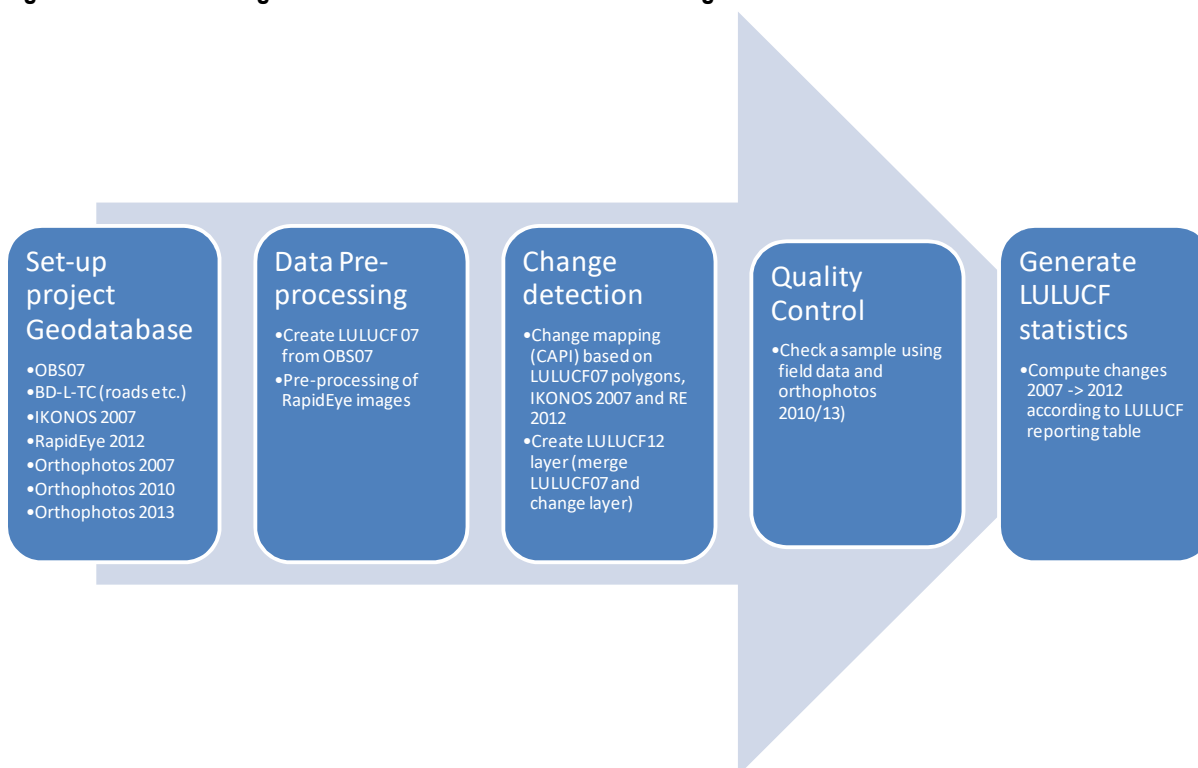 Set-up
project
Geodatabase
•OBS07
•BD-L-TC (roads etc.)
•IKONOS 2007
•RapidEye 2012
•Orthophotos 2007
•Orthophotos 2010
•Orthophotos 2013
Data Pre-
processing
•Create LULUCF 07
from OBS07
•Pre-processing of
RapidEye images
Change
detection
•Change mapping
(CAPI) based on
LULUCF07 polygons,
IKONOS 2007 and RE
2012
•Create LULUCF12
layer (merge
LULUCF07 and
change layer)
Quality
Control
•Check a sample using
field data and
orthophotos
2010/13)
Generate
LULUCF
statistics
•Compute changes
2007 -> 2012
according to LULUCF
reporting table